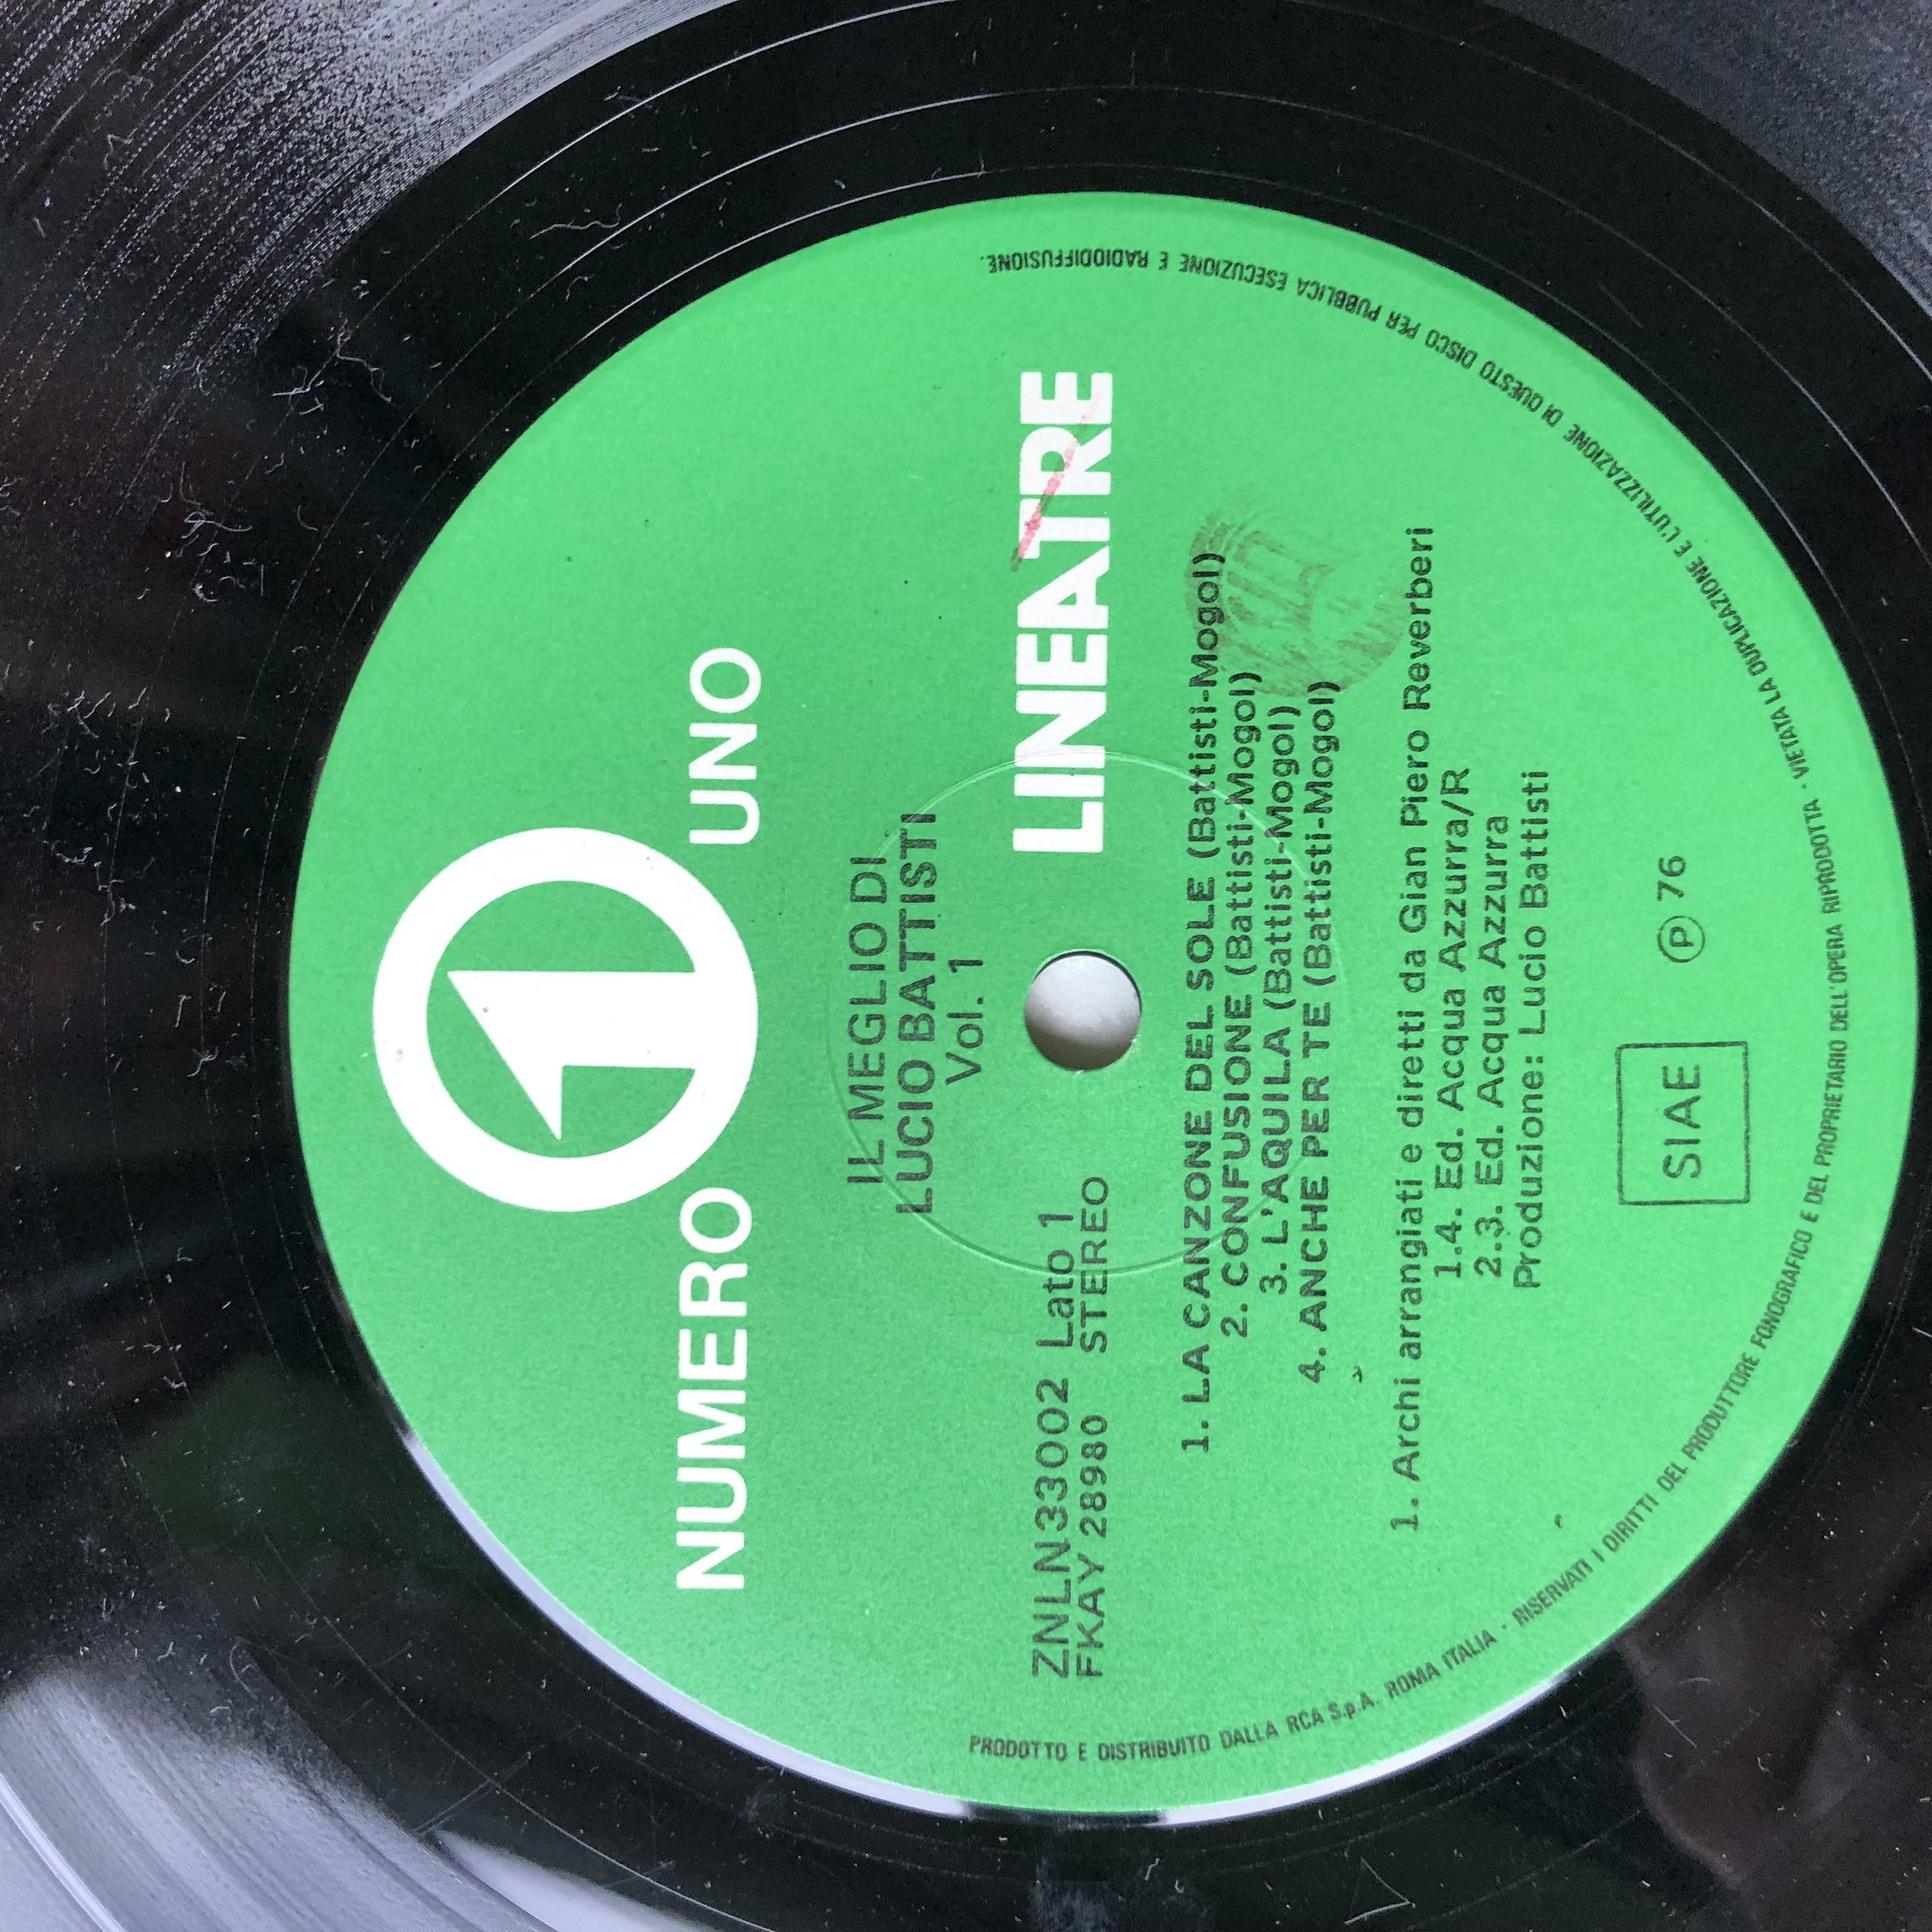 NUMERO 1 UNO
IL MEGLIO DI
LUCIO BATTISTI
Vol. 1
ZNLN33002 Lato 1
FKAY 28980 STEREO
LINEATRE
1. LA CANZONE DEL SOLE (Battisti-Mogol)
2. CONFUSIONE (Battisti-Mogol)
3. L'AQUILA (Battisti-Mogol)
4. ANCHE PER TE (Battisti-Mogol)
1. Archi arrangiati e diretti da Gian Piero Reverberi
1.4. Ed. Acqua Azzurra/R
2.3. Ed. Acqua Azzurra
Produzione: Lucio Battisti
SIAE
Ⓟ 76
PRODOTTO E DISTRIBUITO DALLA RCA S.p.A. ROMA ITALIA · RISERVATI I DIRITTI DEL PRODUTTORE FONOGRAFICO E DEL PROPRIETARIO DELL'OPERA RIPRODOTTA · VIETATA LA DUPLICAZIONE E L'UTILIZZAZIONE DI QUESTO DISCO PER PUBBLICA ESECUZIONE E RADIODIFFUSIONE.